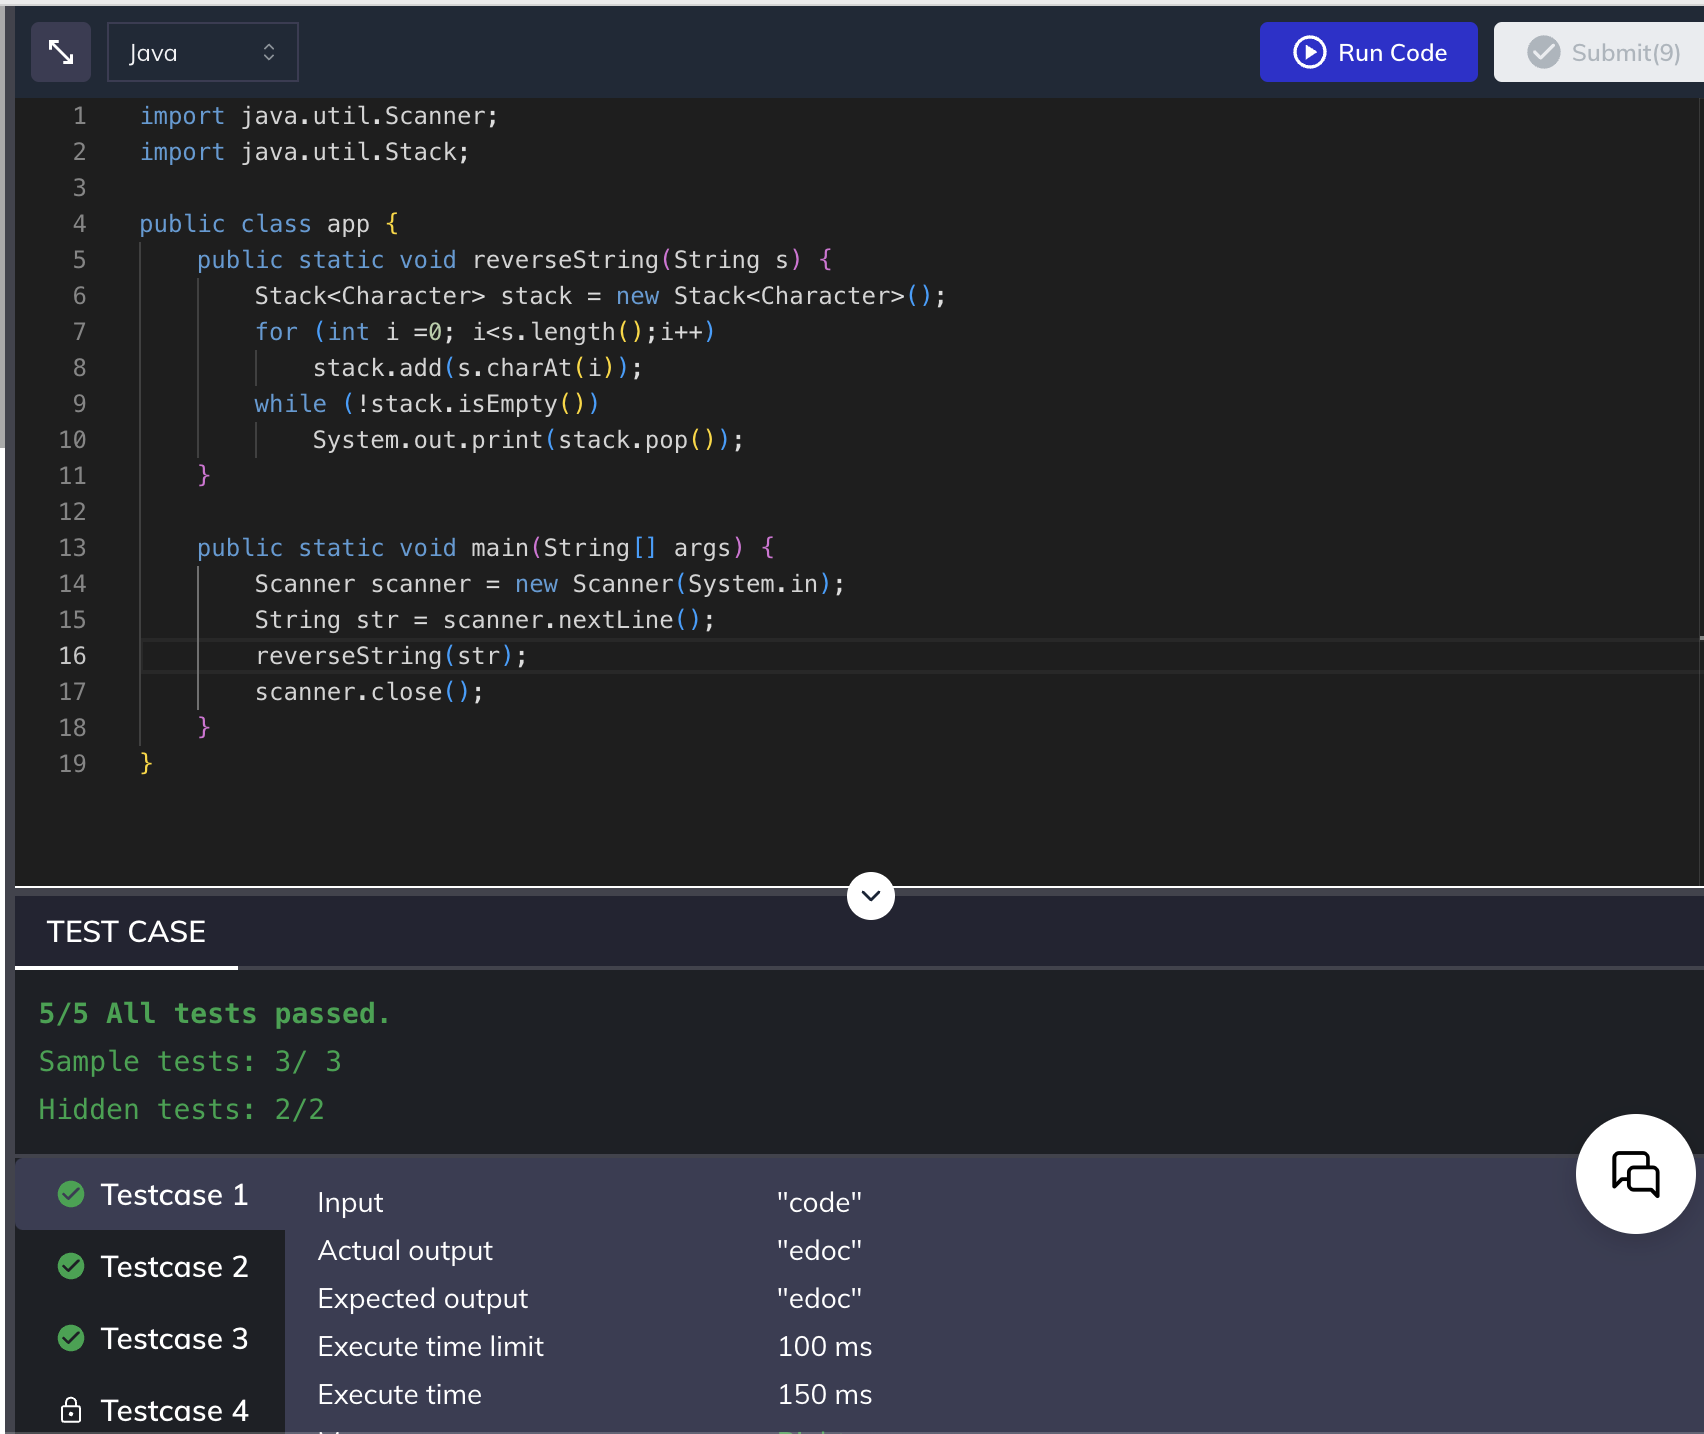 Java
Run Code
Submit(9)
1 import java.util.Scanner;
2 import java.util.Stack;
3
4 public class app {
5     public static void reverseString(String s) {
6         Stack<Character> stack = new Stack<Character>();
7         for (int i =0; i<s.length();i++)
8             stack.add(s.charAt(i));
9         while (!stack.isEmpty())
10             System.out.print(stack.pop());
11     }
12
13     public static void main(String[] args) {
14         Scanner scanner = new Scanner(System.in);
15         String str = scanner.nextLine();
16         reverseString(str);
17         scanner.close();
18     }
19 }
TEST CASE
5/5 All tests passed.
Sample tests: 3/ 3
Hidden tests: 2/2
Testcase 1
Testcase 2
Testcase 3
Testcase 4
Input "code"
Actual output "edoc"
Expected output "edoc"
Execute time limit 100 ms
Execute time 150 ms